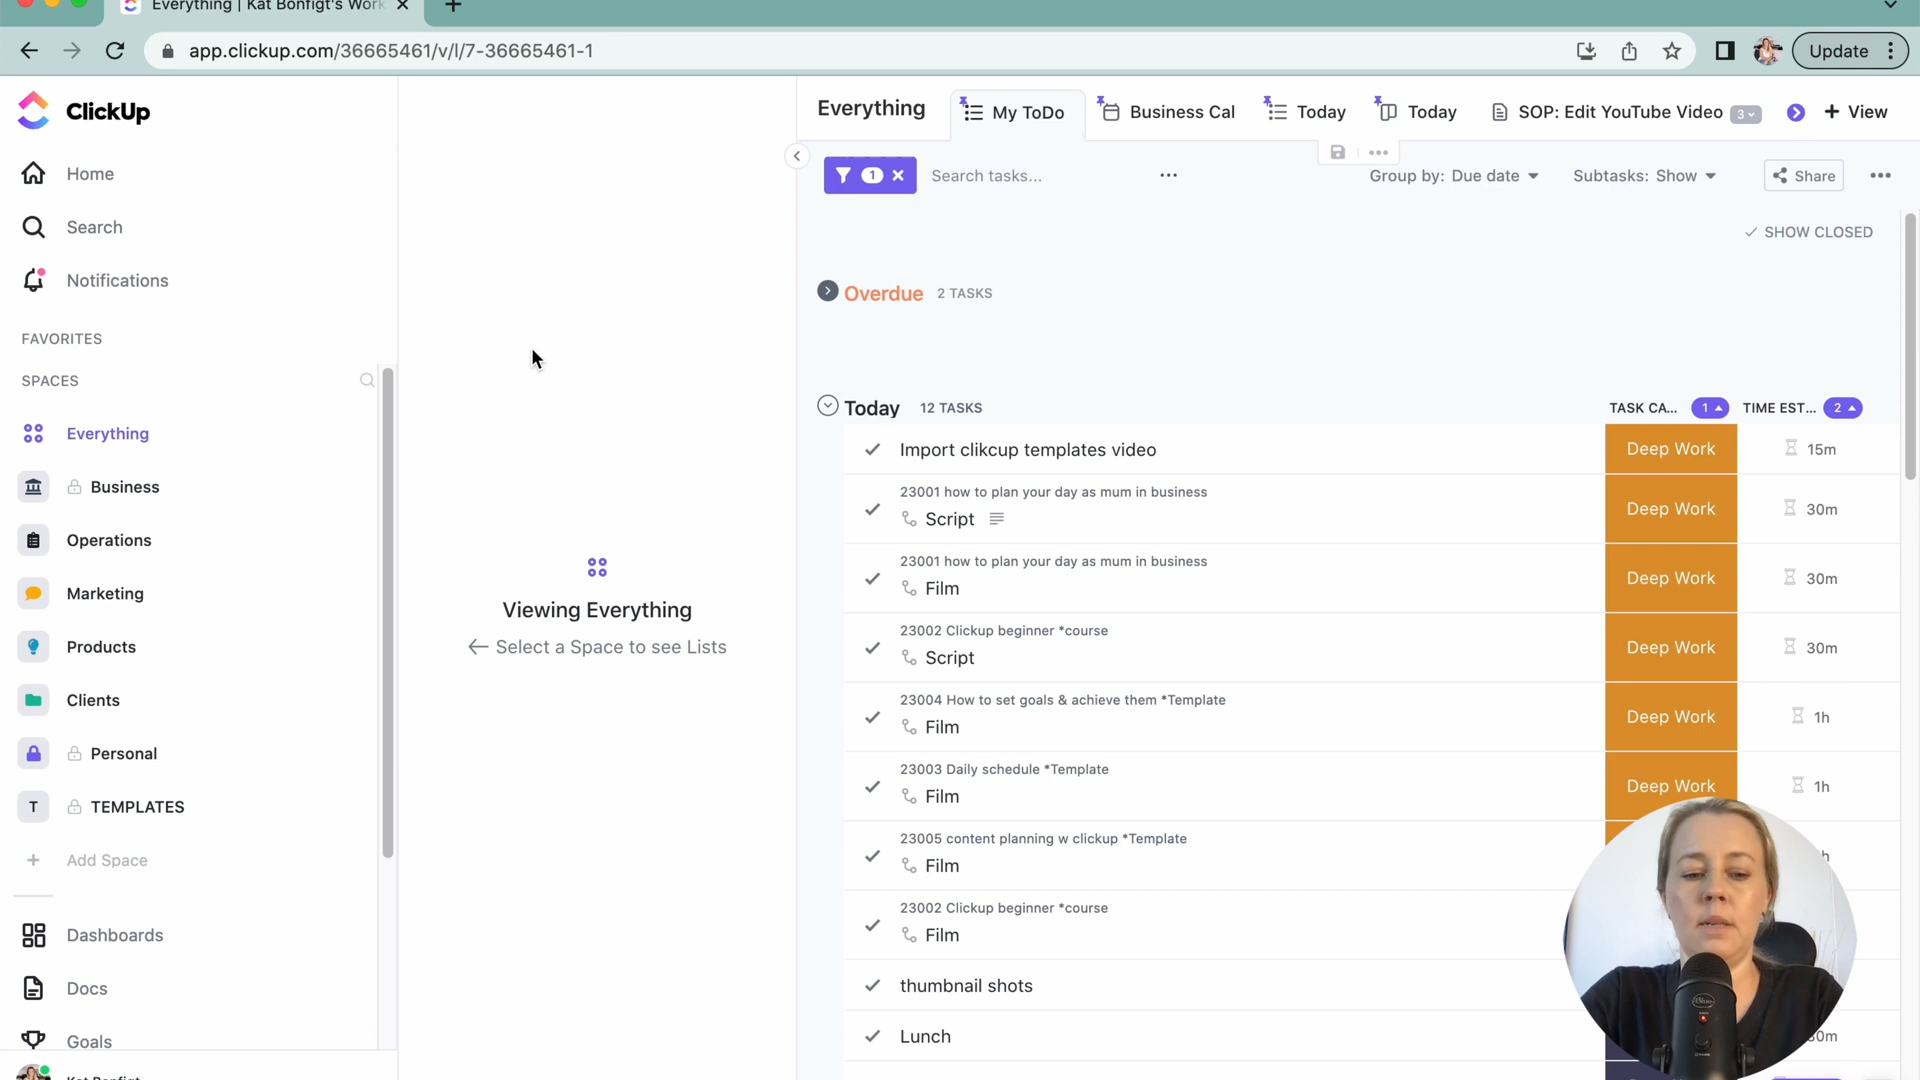 Everything | Kat Bonfigt's Work
app.clickup.com/36665461/v/l/7-36665461-1
Update
ClickUp
Home
Search
Notifications
FAVORITES
SPACES
Everything
Business
Operations
Marketing
Products
Clients
Personal
T TEMPLATES
+ Add Space
Dashboards
Docs
Goals
Kat Bonfigt
Viewing Everything
← Select a Space to see Lists
Everything
My ToDo
Business Cal
Today
Today
SOP: Edit YouTube Video 3
+ View
1
Search tasks...
Group by: Due date
Subtasks: Show
Share
SHOW CLOSED
Overdue 2 TASKS
Today 12 TASKS
TASK CA... 1
TIME EST... 2
Import clikcup templates video
Deep Work 15m
23001 how to plan your day as mum in business
Script
Deep Work 30m
23001 how to plan your day as mum in business
Film
Deep Work 30m
23002 Clickup beginner *course
Script
Deep Work 30m
23004 How to set goals & achieve them *Template
Film
Deep Work 1h
23003 Daily schedule *Template
Film
Deep Work 1h
23005 content planning w clickup *Template
Film
23002 Clickup beginner *course
Film
thumbnail shots
Lunch